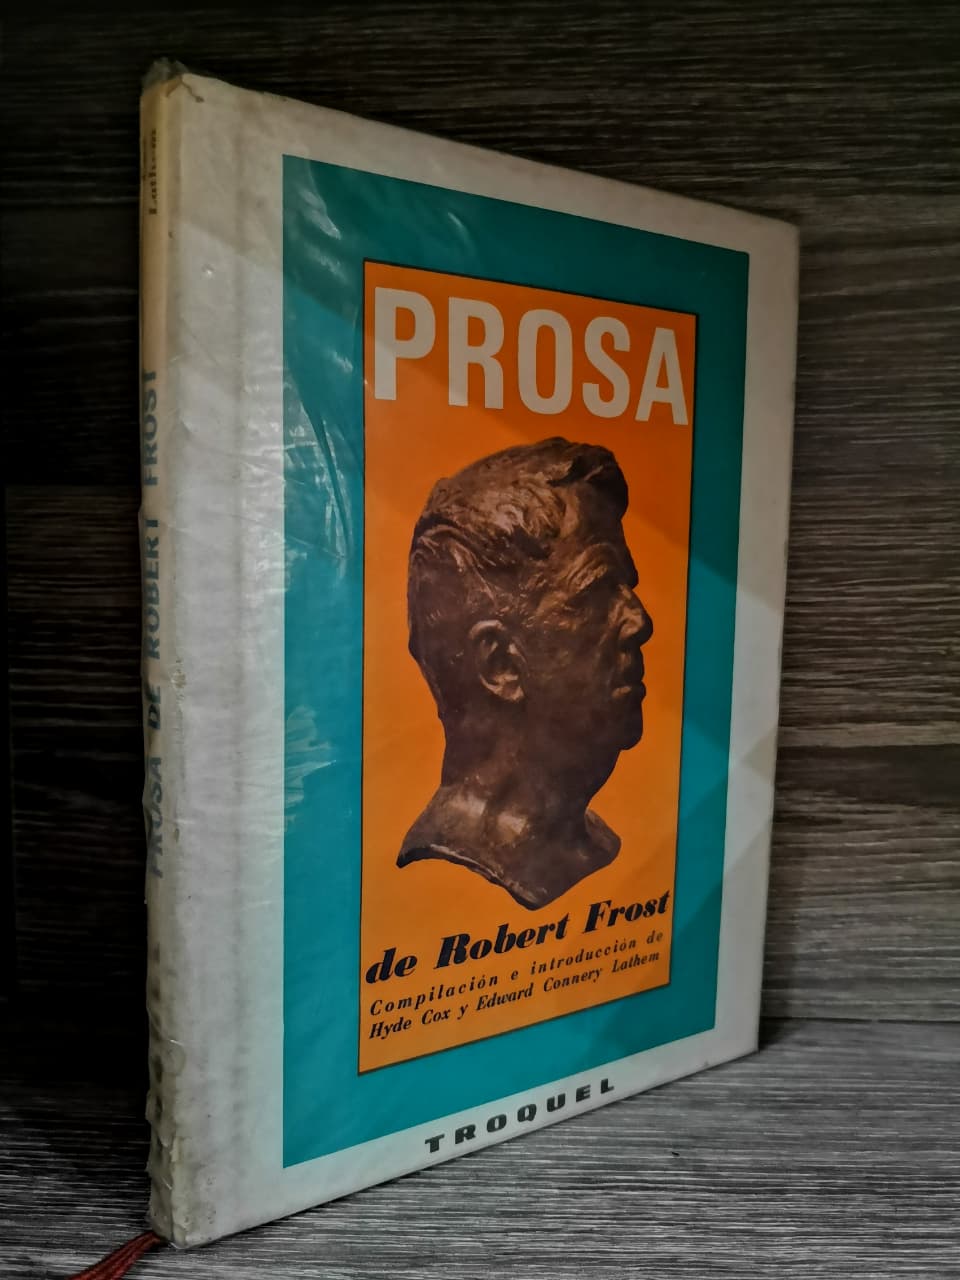 PROSA
de Robert Frost
Compilación e introducción de
Hyde Cox y Edward Connery Lathem
TROQUEL
PROSA DE ROBERT FROST